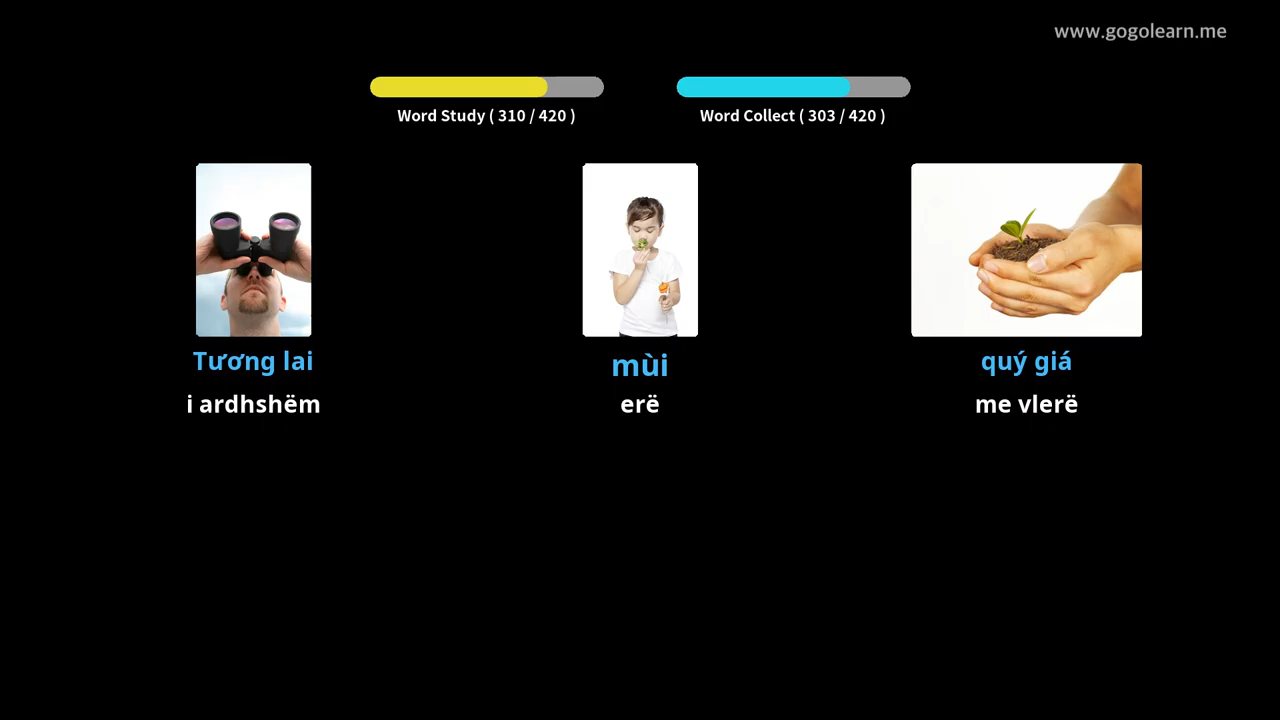 www.gogolearn.me
Word Study ( 310 / 420 )
Word Collect ( 303 / 420 )
Tương lai
mùi
quý giá
i ardhshëm
erë
me vlerë